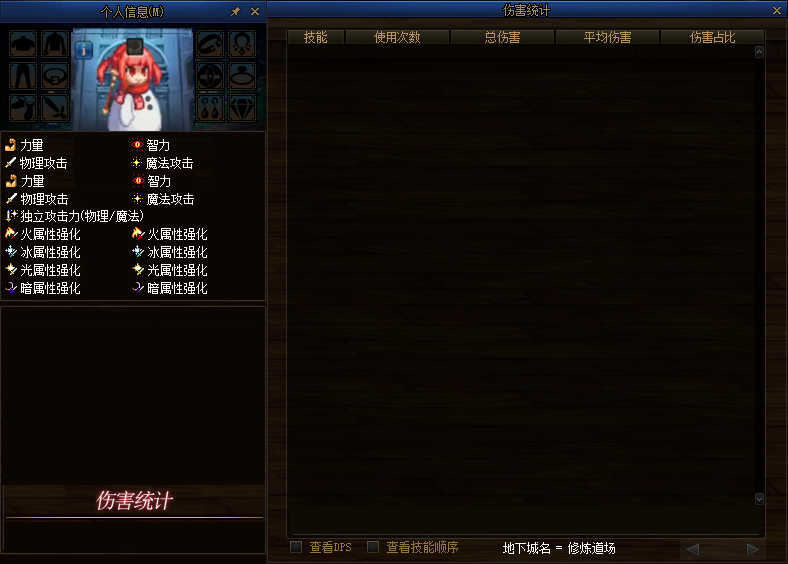 个人信息(M)
力量 智力
物理攻击 魔法攻击
力量 智力
物理攻击 魔法攻击
独立攻击力(物理/魔法)
火属性强化 火属性强化
冰属性强化 冰属性强化
光属性强化 光属性强化
暗属性强化 暗属性强化
伤害统计
伤害统计
技能 使用次数 总伤害 平均伤害 伤害占比
查看DPS 查看技能顺序 地下城名 = 修炼道场